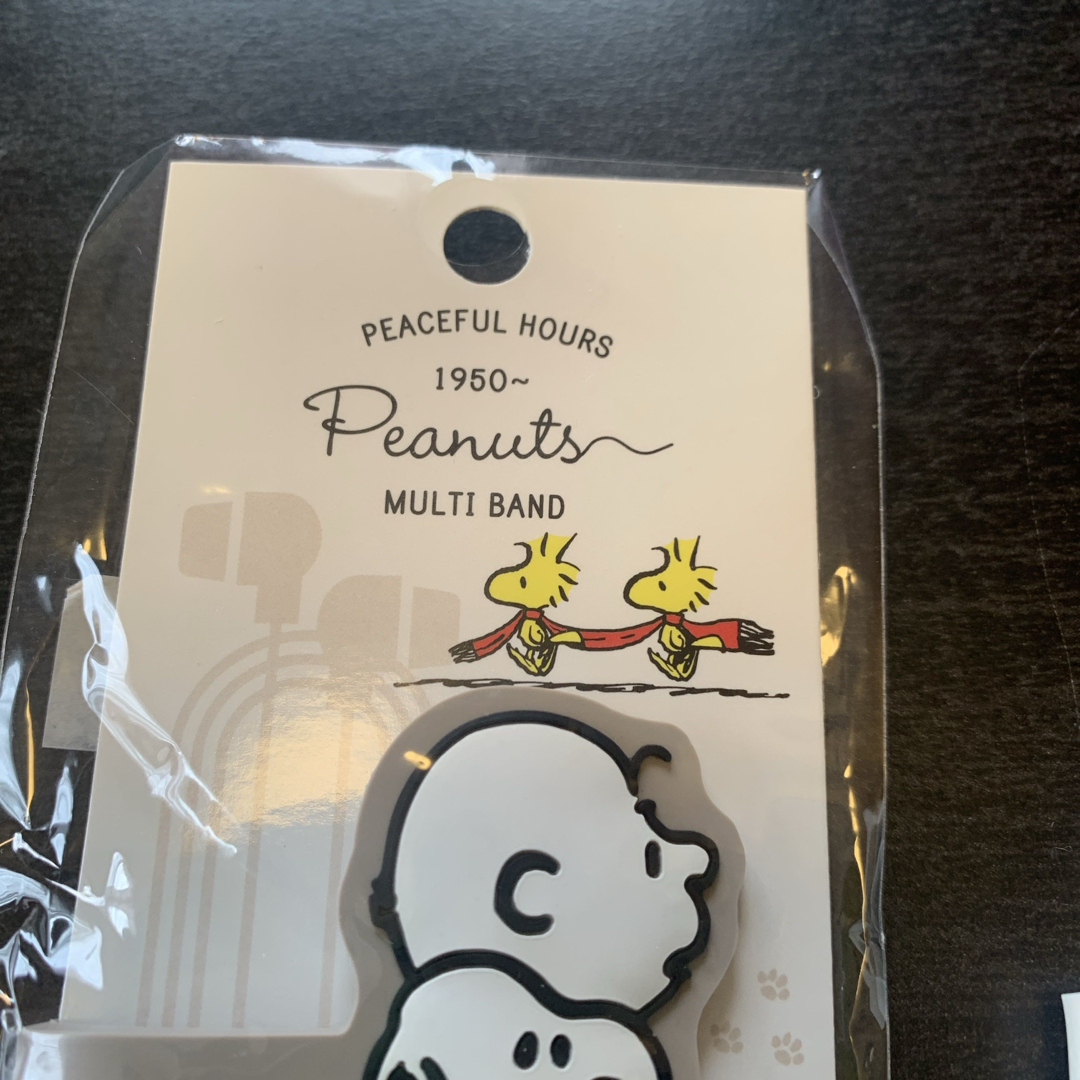 PEACEFUL HOURS
1950~
Peanuts
MULTI BAND